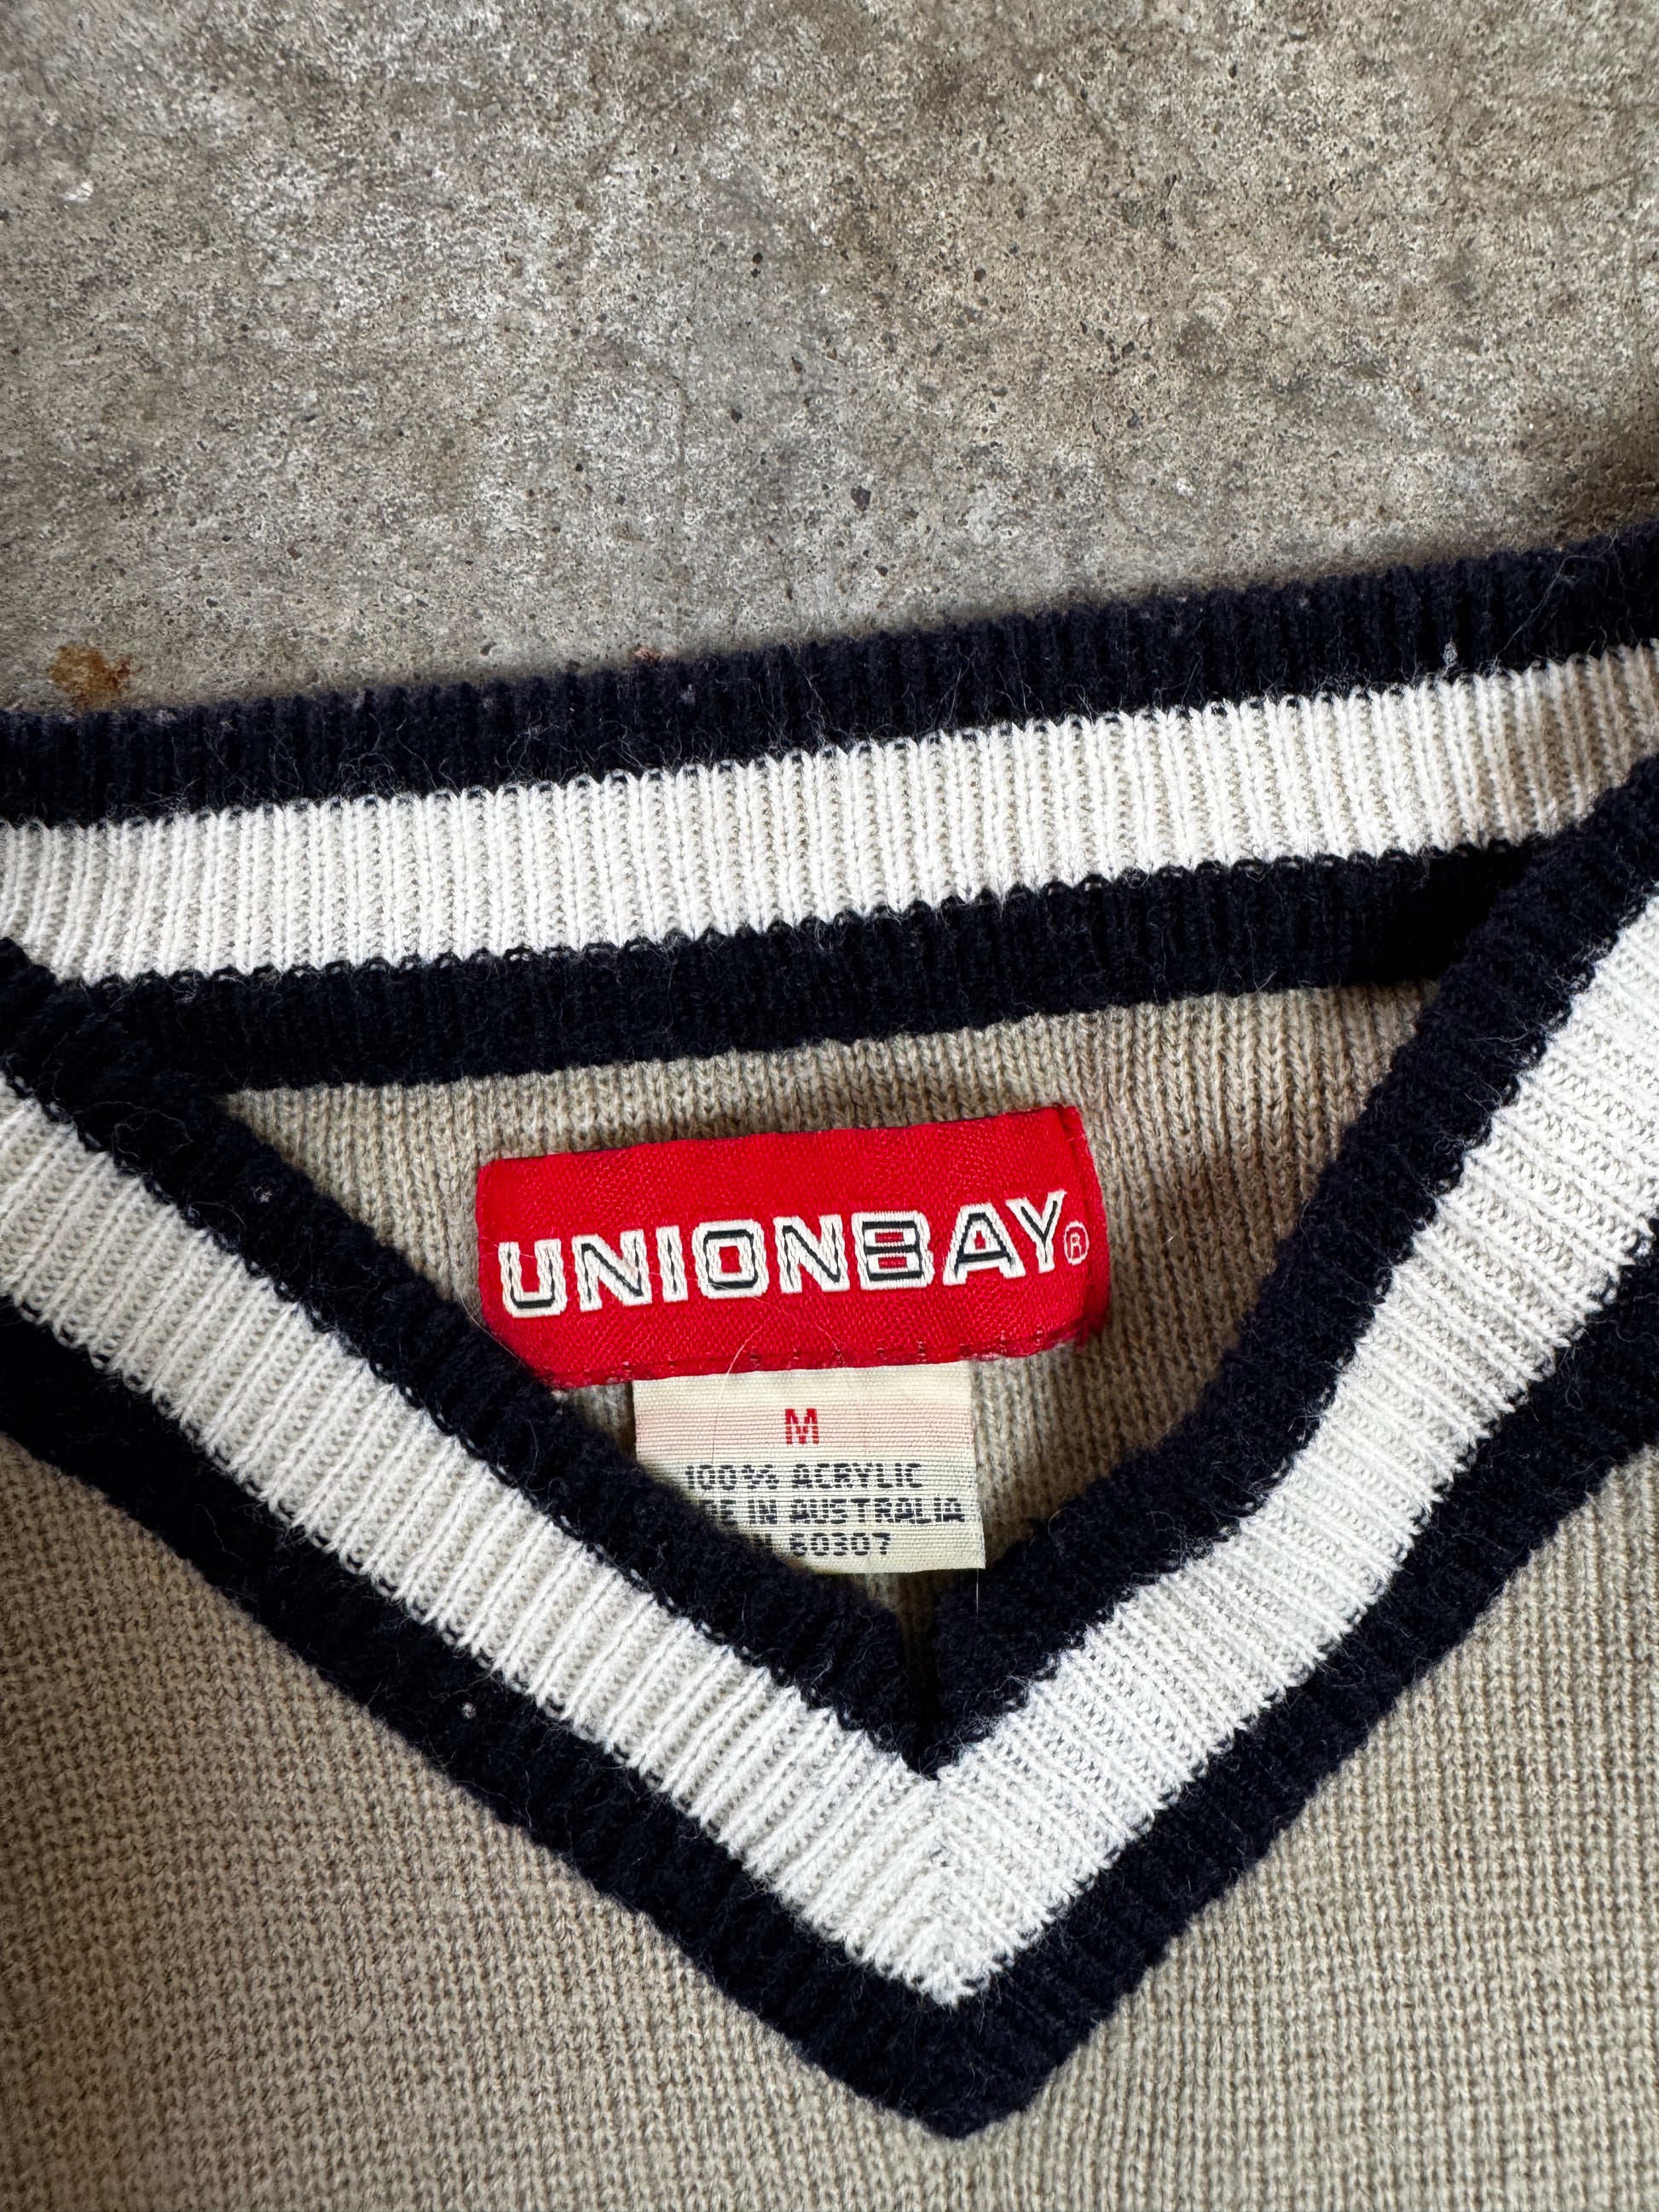 UNIONBAY®
M
100% ACRYLIC
IN AUSTRALIA
60307